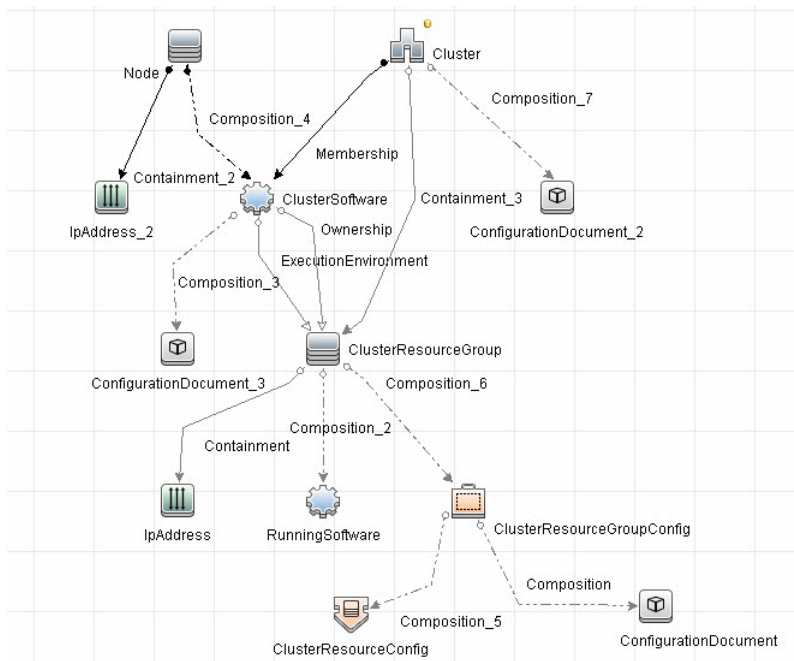 Cluster
Node
Composition_7
Composition_4
Membership
Containment_2
ClusterSoftware
Containment_3
IpAddress_2
Ownership
ConfigurationDocument_2
ExecutionEnvironment
Composition_3
ClusterResourceGroup
ConfigurationDocument_3
Composition_6
Composition_2
Containment
IpAddress
RunningSoftware
ClusterResourceGroupConfig
Composition
Composition_5
ConfigurationDocument
ClusterResourceConfig